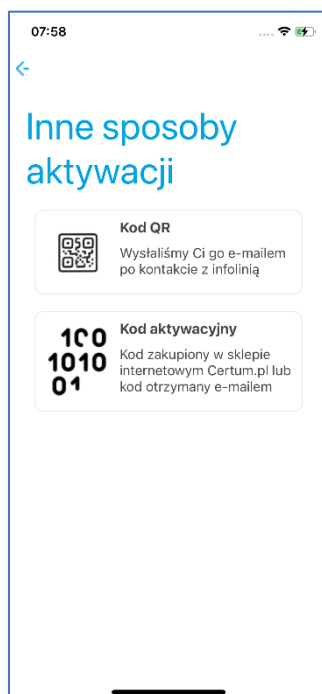 07:58
Inne sposoby
aktywacji
Kod QR
Wysłaliśmy Ci go e-mailem
po kontakcie z infolinią
100
1010
01
Kod aktywacyjny
Kod zakupiony w sklepie
internetowym Certum.pl lub
kod otrzymany e-mailem